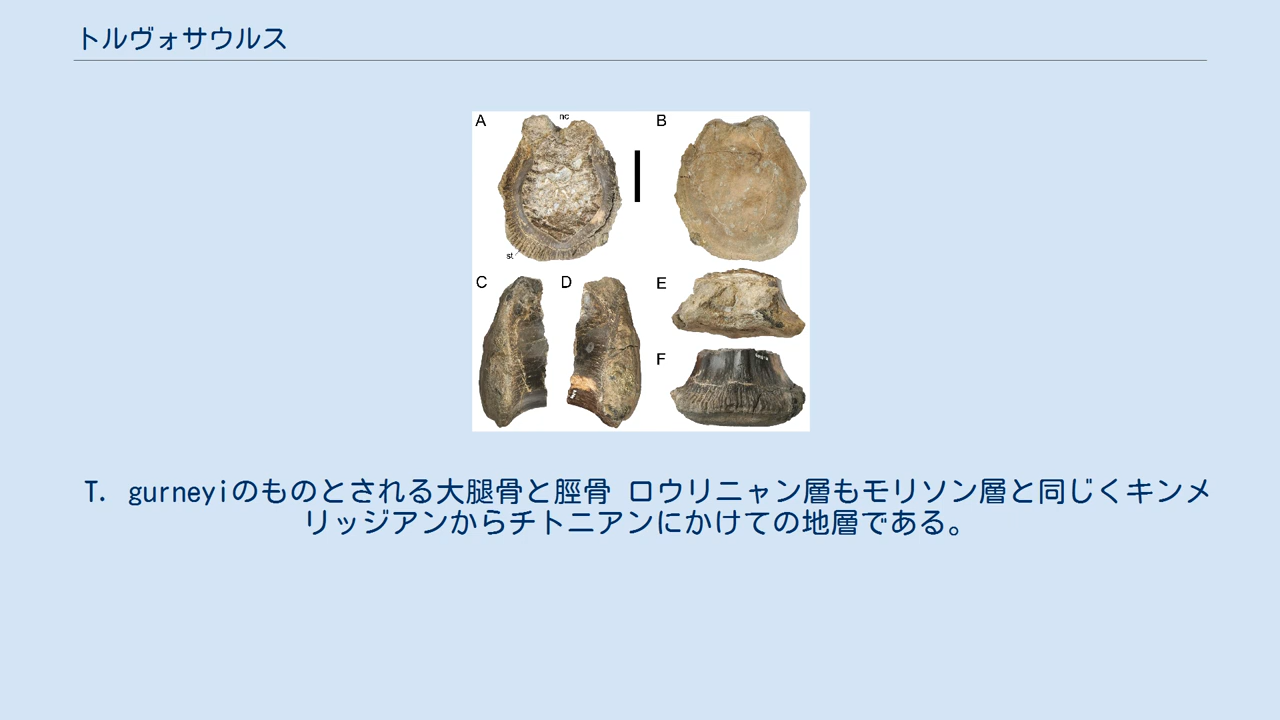 トルヴォサウルス
A
nc
B
st
C
D
E
F
T. gurneyiのものとされる大腿骨と脛骨 ロウリニャン層もモリソン層と同じくキンメ
リッジアンからチトニアンにかけての地層である。